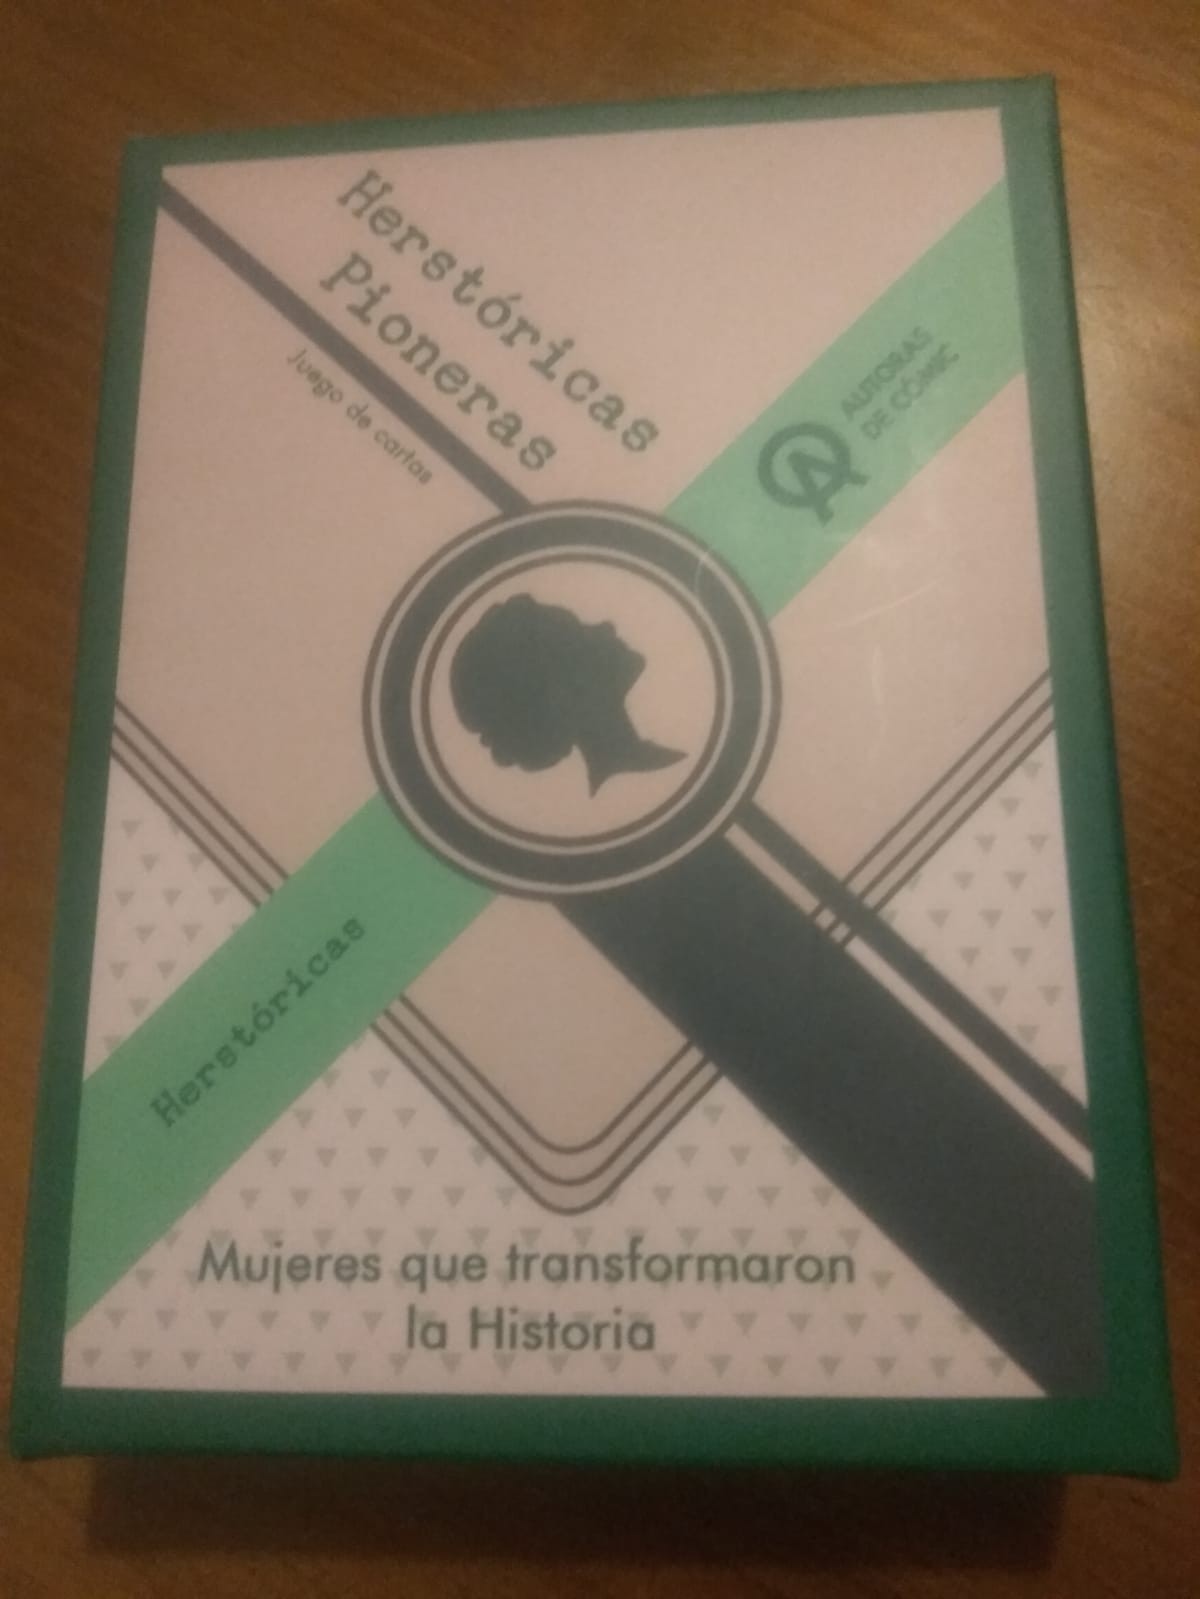 Herstóricas
Pioneras
Juego de cartas
AUTORAS
DE CÓMIC
Herstóricas
Mujeres que transformaron
la Historia